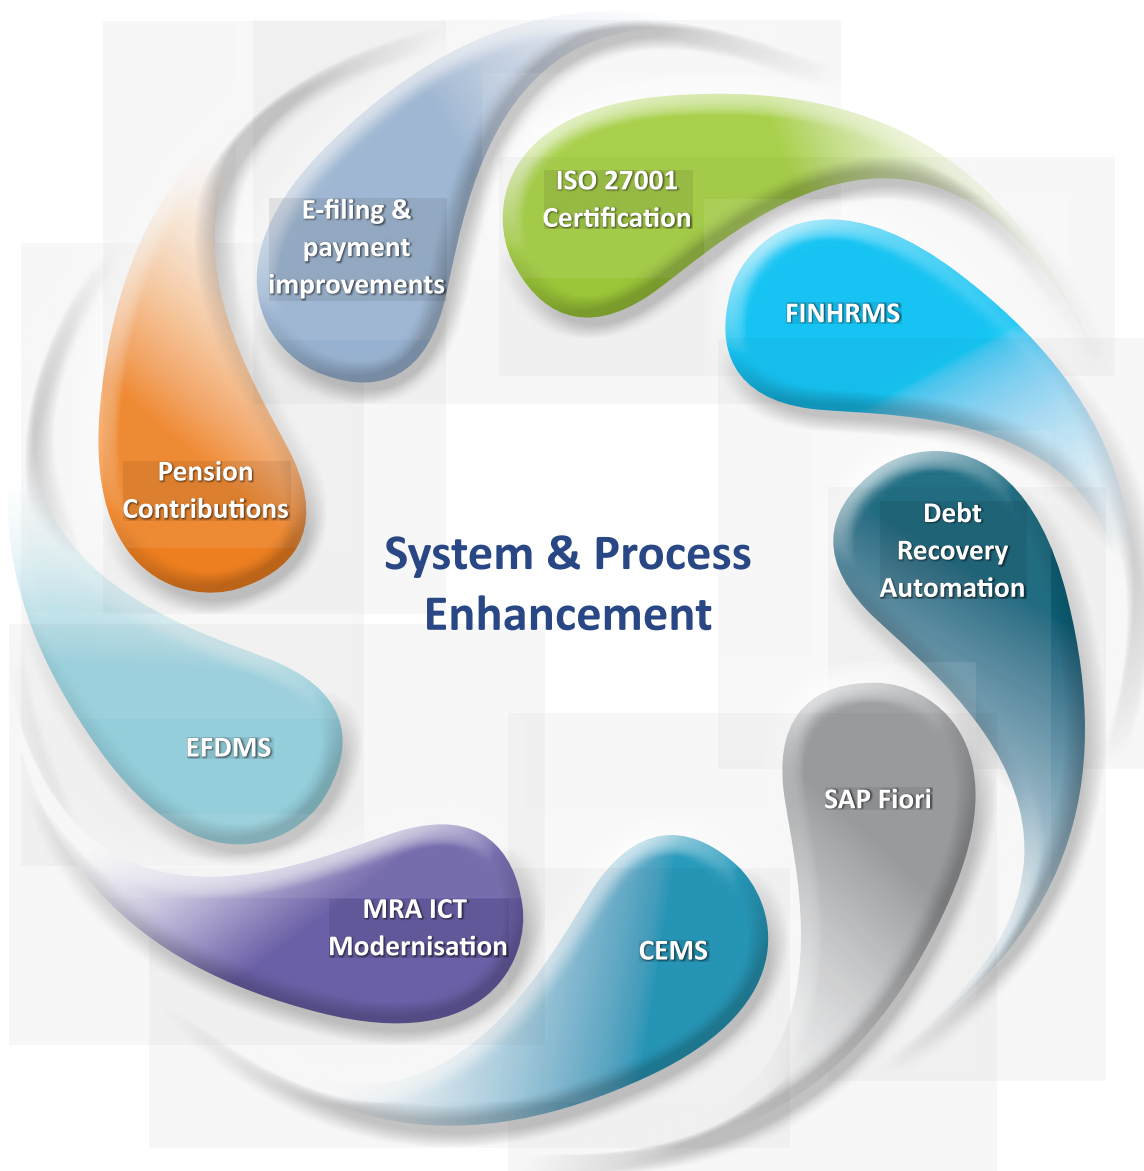 ISO 27001
Certification
E-filing &
payment
improvements
FINHRMS
Pension
Contributions
Debt
Recovery
Automation
System & Process
Enhancement
EFDMS
SAP Fiori
MRA ICT
Modernisation
CEMS